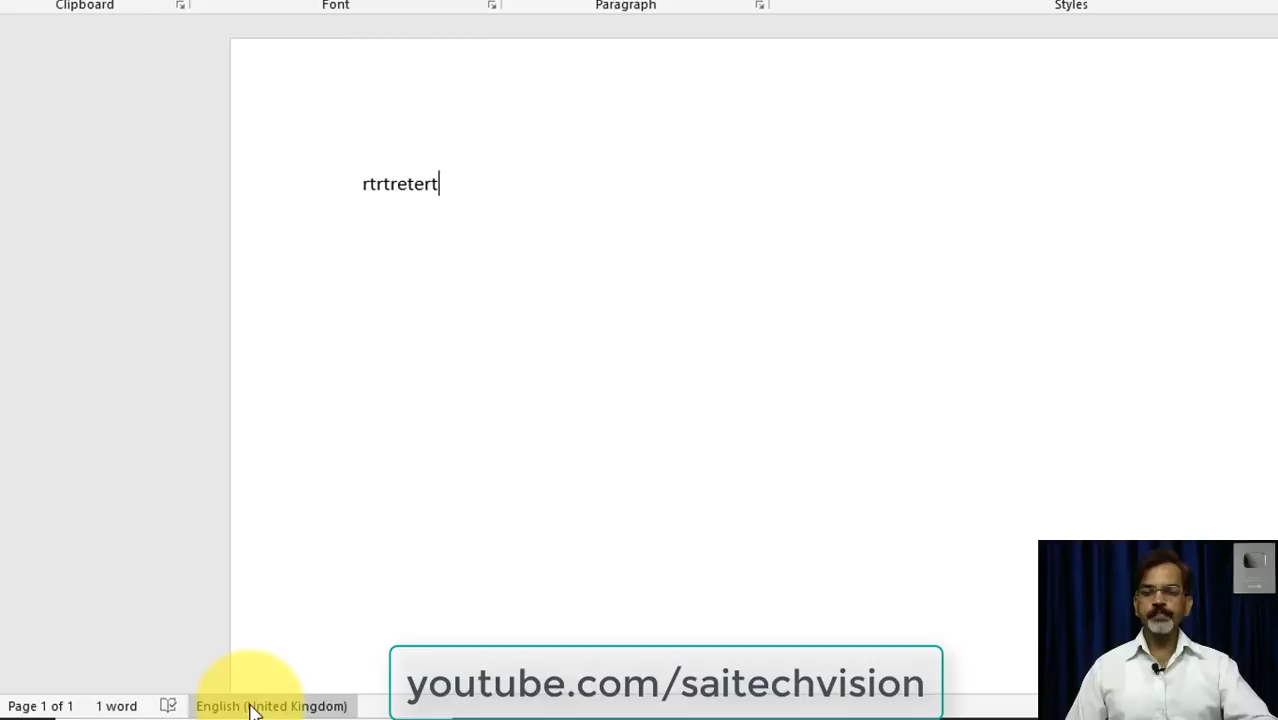 Clipboard Font Paragraph Styles
rtrtretert
youtube.com/saitechvision
Page 1 of 1 1 word English (United Kingdom)